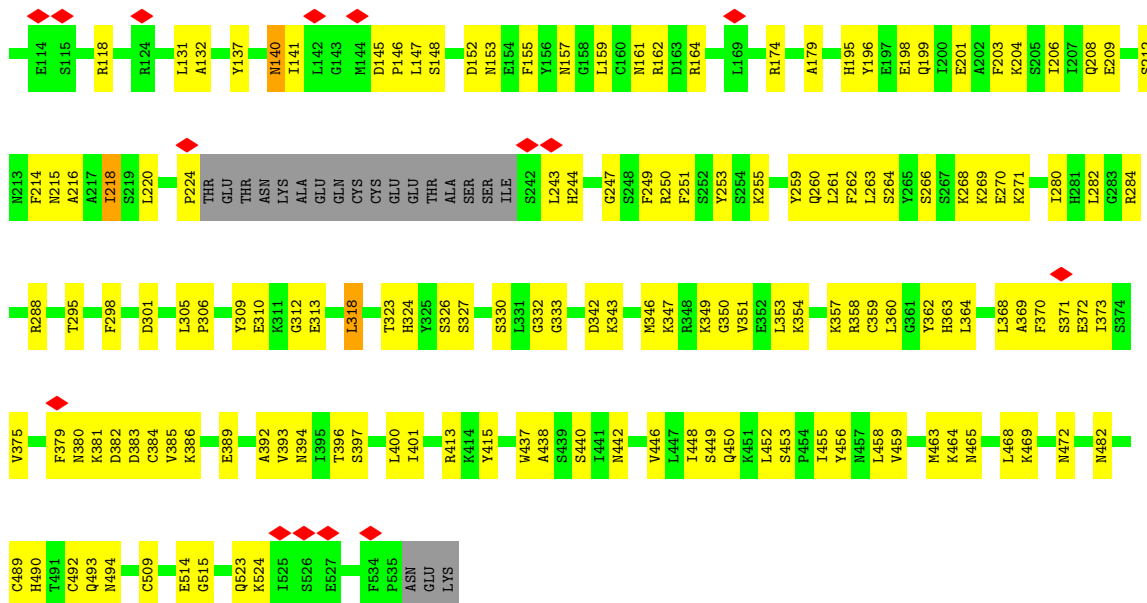 E114 S115 R118 R124 L131 A132 Y137 N140 I141 L142 G143 M144 D145 P146 L147 S148 D152 N153 E154 F155 Y156 N157 G158 L159 C160 N161 R162 D163 R164 L169 R174 A179 H195 Y196 E197 E198 Q199 I200 E201 A202 F203 K204 S205 I206 I207 Q208 E209 S212
N213 F214 N215 A216 A217 I218 S219 L220 P224 THR GLU THR ASN LYS ALA GLU GLN CYS CYS GLU GLU THR ALA SER SER ILE S242 L243 H244 G247 S248 F249 R250 F251 S252 Y253 S254 K255 Y259 Q260 L261 F262 L263 S264 Y265 S266 S267 K268 K269 E270 K271 I280 H281 L282 G283 R284
R288 T295 F298 D301 L305 P306 Y309 E310 K311 G312 E313 L318 T323 H324 Y325 S326 S327 S330 L331 G332 G333 D342 K343 M346 K347 R348 K349 G350 V351 E352 L353 K354 K357 R358 C359 L360 G361 Y362 H363 L364 L368 A369 F370 S371 E372 I373 S374
V375 F379 N380 K381 D382 D383 C384 V385 K386 E389 A392 V393 N394 I395 T396 S397 L400 I401 R413 K414 Y415 W437 A438 S439 S440 I441 N442 V446 L447 I448 S449 Q450 K451 L452 S453 P454 I455 Y456 N457 L458 V459 M463 K464 N465 L468 K469 N472 N482
C489 H490 T491 C492 Q493 N494 C509 E514 G515 Q523 K524 I525 S526 E527 F534 P535 ASN GLU LYS